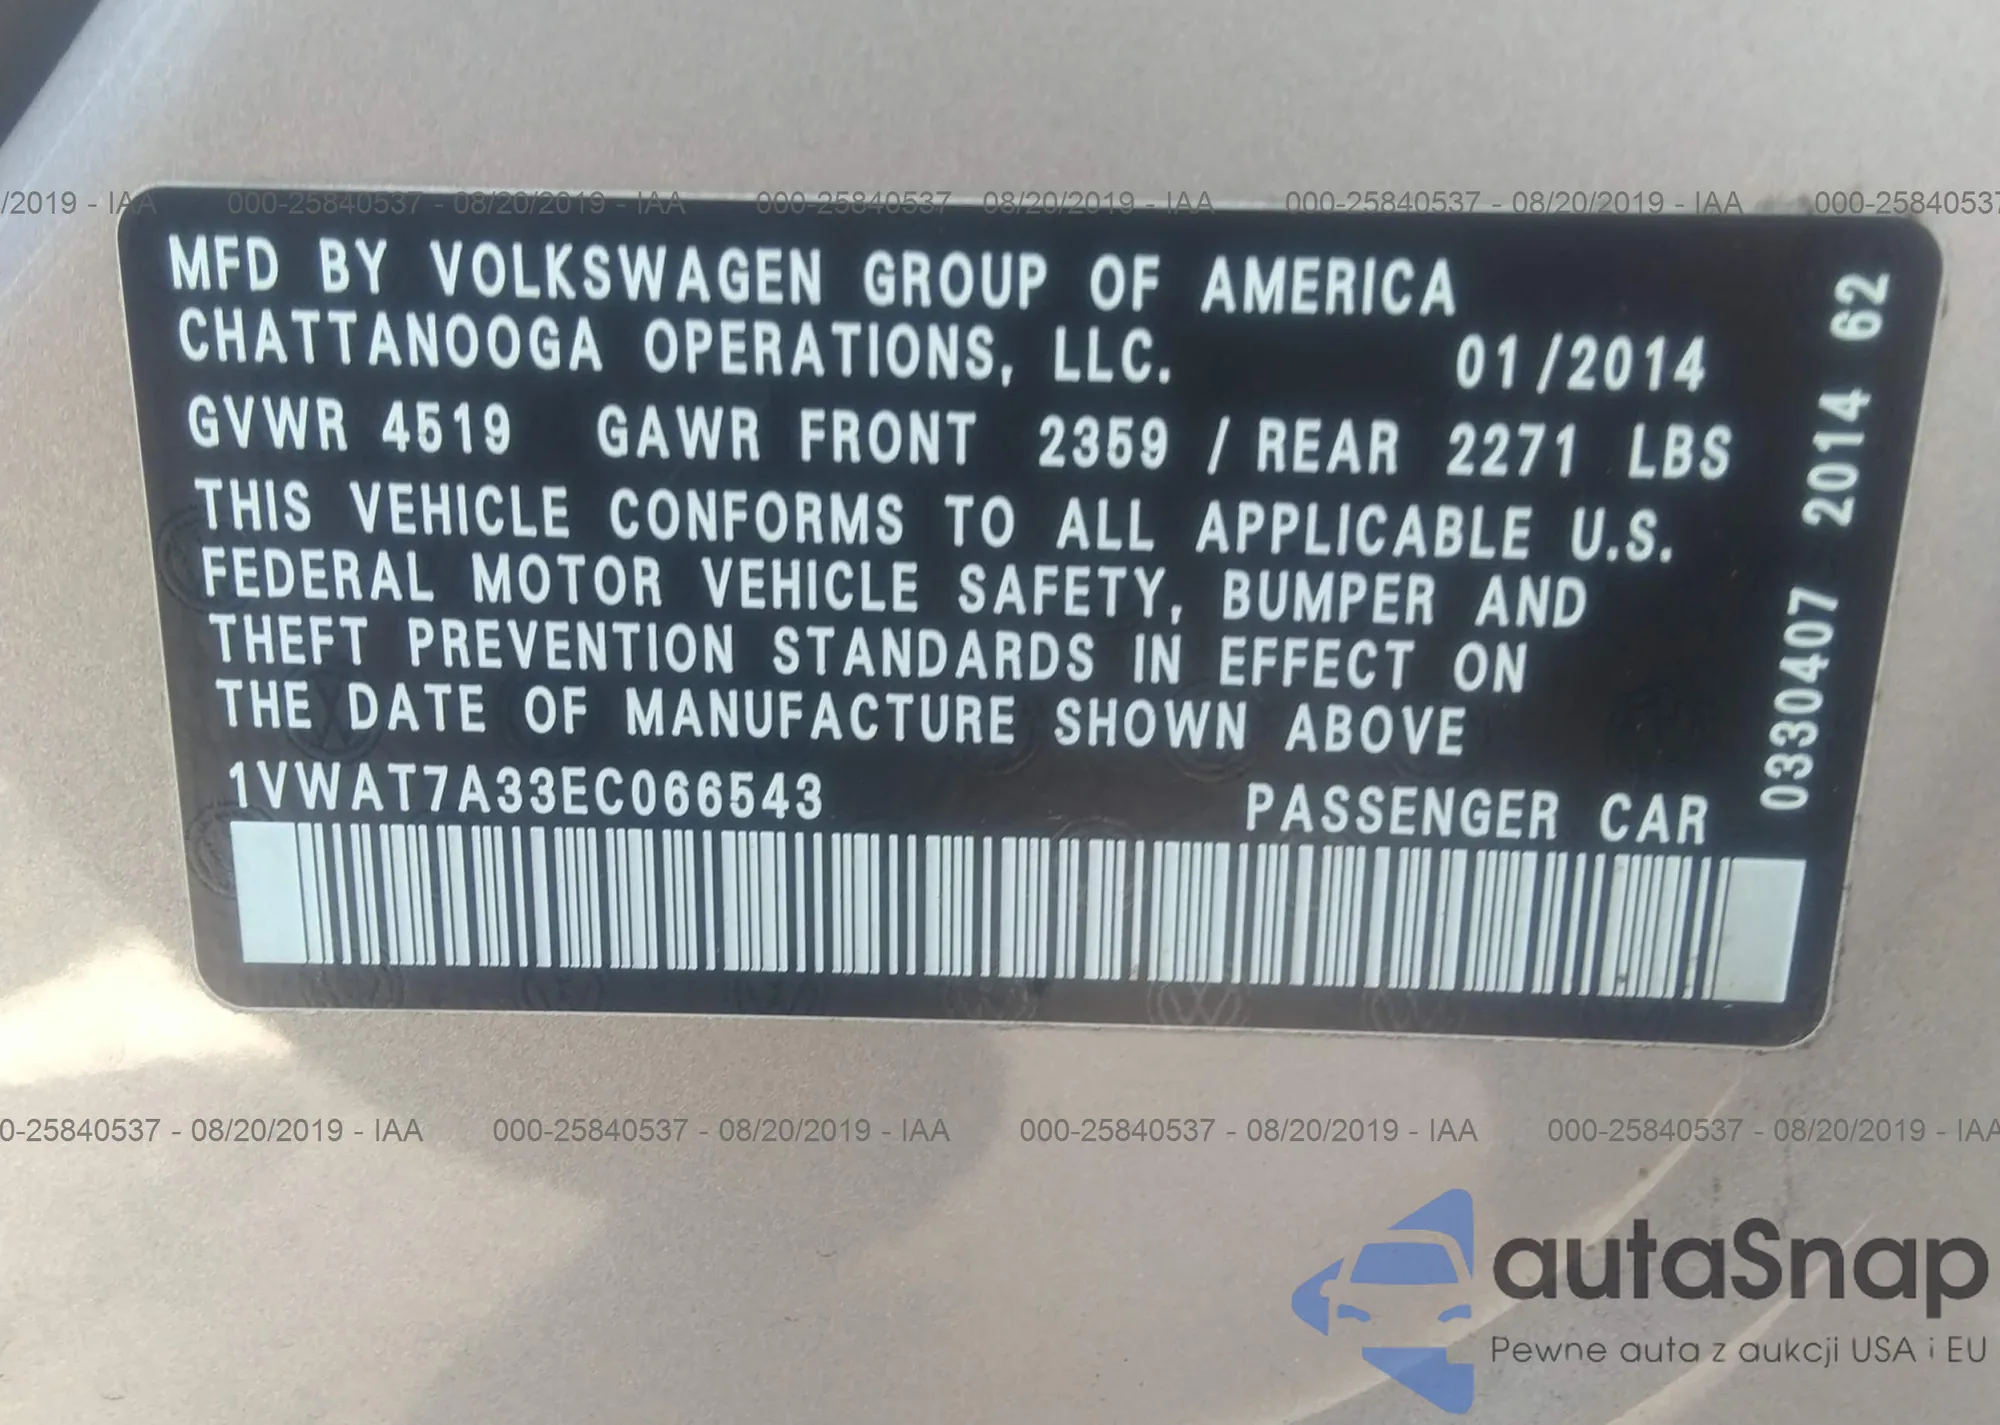 /2019 - IAA 000-25840537 - 08/20/2019 - IAA 000-25840537 - 08/20/2019 - IAA 000-25840537 - 08/20/2019 - IAA 000-25840537
MFD BY VOLKSWAGEN GROUP OF AMERICA
CHATTANOOGA OPERATIONS, LLC. 01/2014
GVWR 4519 GAWR FRONT 2359 / REAR 2271 LBS
THIS VEHICLE CONFORMS TO ALL APPLICABLE U.S.
FEDERAL MOTOR VEHICLE SAFETY, BUMPER AND
THEFT PREVENTION STANDARDS IN EFFECT ON
THE DATE OF MANUFACTURE SHOWN ABOVE
1VWAT7A33EC066543 PASSENGER CAR
0330407 2014 62
0-25840537 - 08/20/2019 - IAA 000-25840537 - 08/20/2019 - IAA 000-25840537 - 08/20/2019 - IAA 000-25840537 - 08/20/2019 - IAA
autaSnap
Pewne auta z aukcji USA i EU